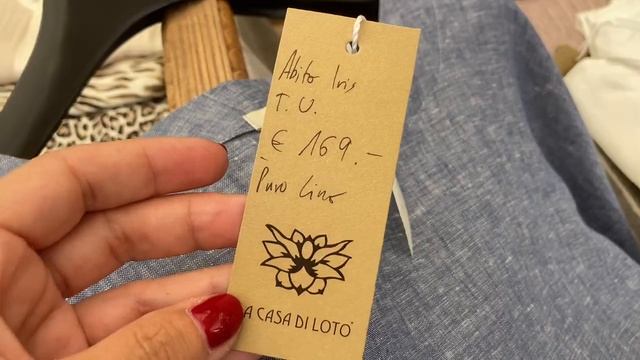 Abito Iris
T.U.
€ 169.-
Puro Lino
A CASA DI LOTO®